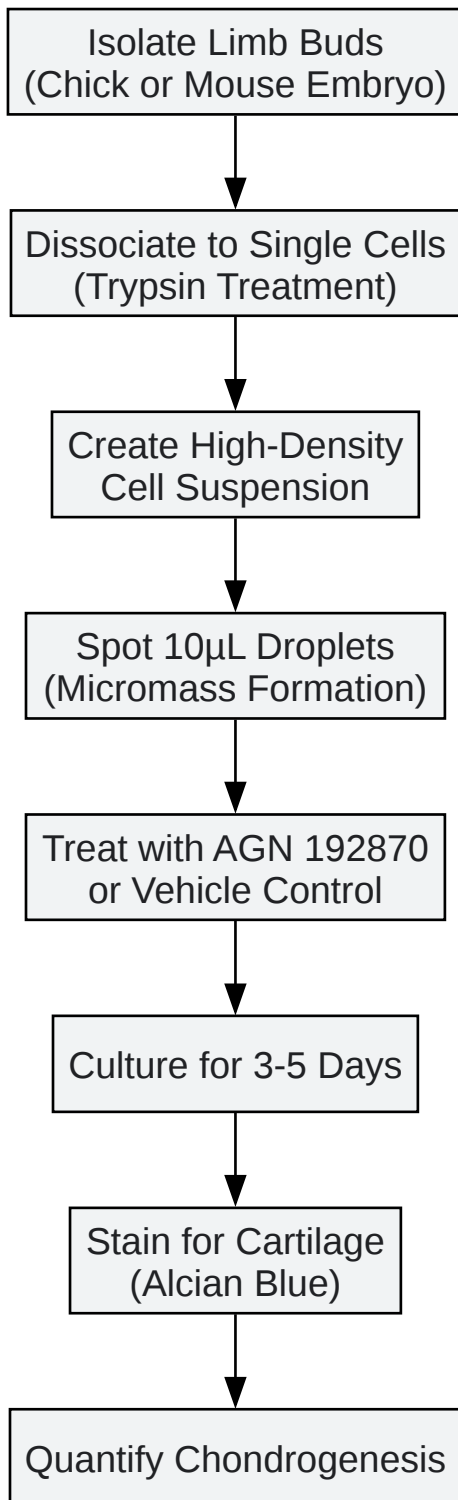 Isolate Limb Buds
(Chick or Mouse Embryo)
Dissociate to Single Cells
(Trypsin Treatment)
Create High-Density
Cell Suspension
Spot 10µL Droplets
(Micromass Formation)
Treat with AGN 192870
or Vehicle Control
Culture for 3-5 Days
Stain for Cartilage
(Alcian Blue)
Quantify Chondrogenesis